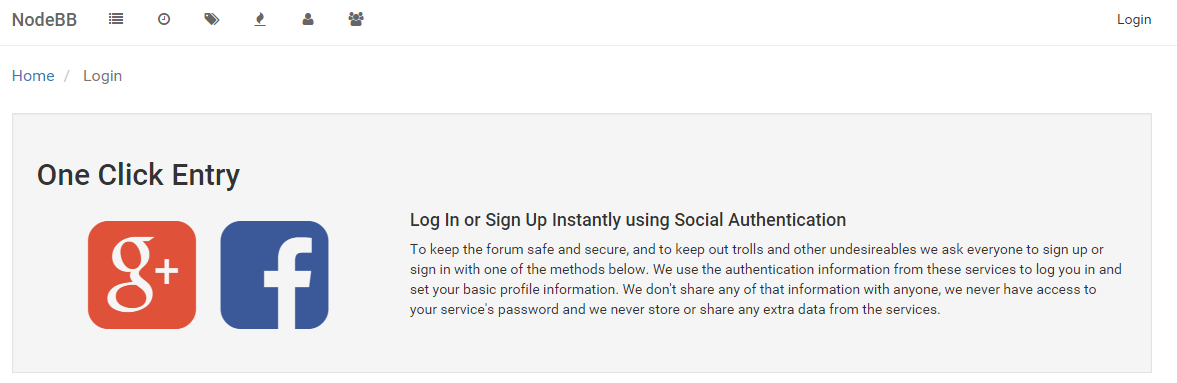 NodeBB
Login
Home / Login
One Click Entry
g+
f
Log In or Sign Up Instantly using Social Authentication
To keep the forum safe and secure, and to keep out trolls and other undesireables we ask everyone to sign up or
sign in with one of the methods below. We use the authentication information from these services to log you in and
set your basic profile information. We don't share any of that information with anyone, we never have access to
your service's password and we never store or share any extra data from the services.